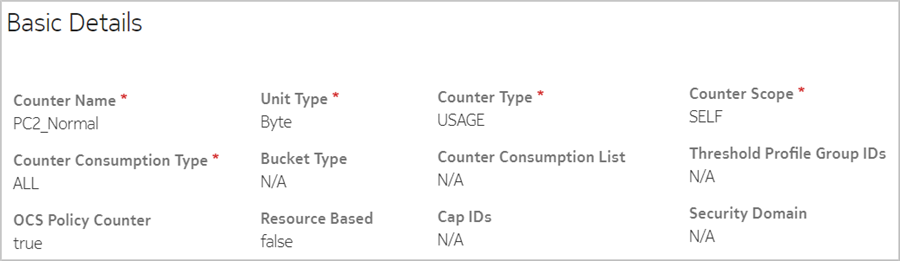 Basic Details
Counter Name * Unit Type * Counter Type * Counter Scope *
PC2_Normal Byte USAGE SELF
Counter Consumption Type * Bucket Type Counter Consumption List Threshold Profile Group IDs
ALL N/A N/A N/A
OCS Policy Counter Resource Based Cap IDs Security Domain
true false N/A N/A